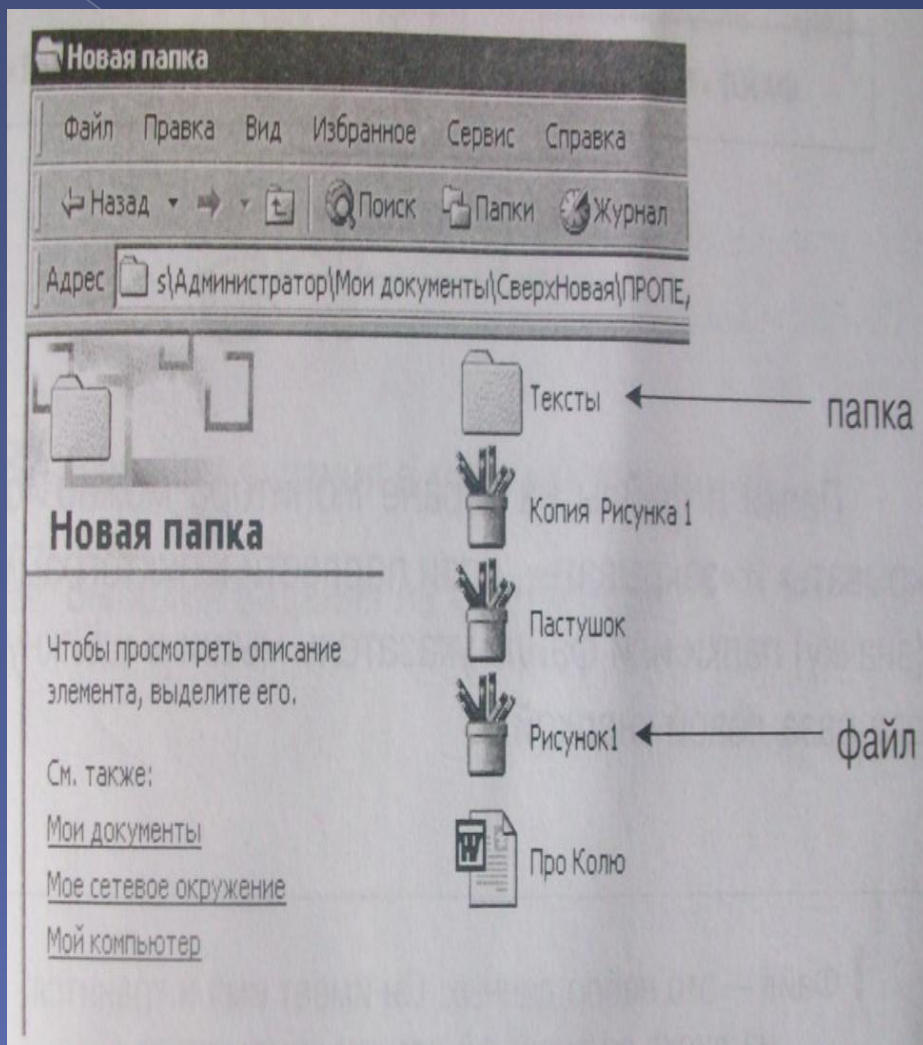 Новая папка
Файл Правка Вид Избранное Сервис Справка
Назад Поиск Папки Журнал
Адрес s\Администратор\Мои документы\СверхНовая\ПРОПЕ,
Новая папка
Чтобы просмотреть описание
элемента, выделите его.
См. также:
Мои документы
Мое сетевое окружение
Мой компьютер
Тексты
папка
Копия Рисунка 1
Пастушок
Рисунок1
файл
Про Колю